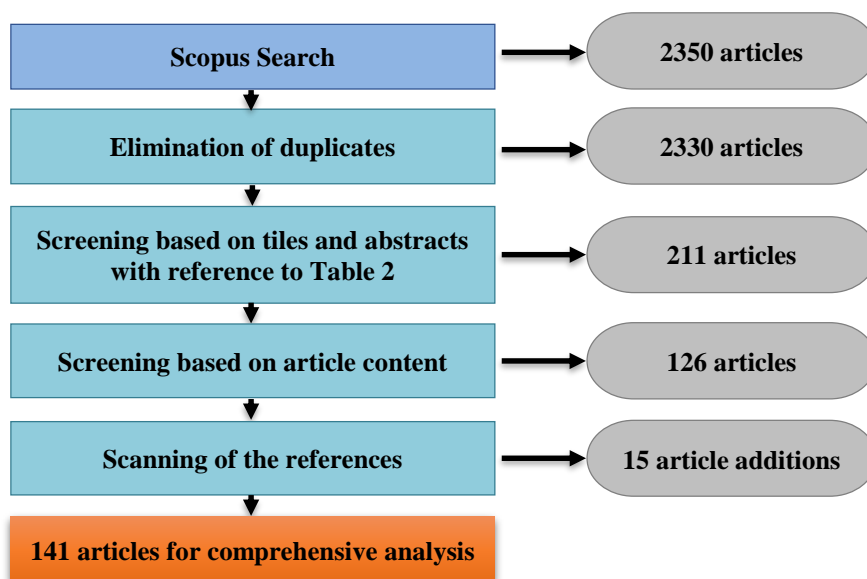 Scopus Search
2350 articles
Elimination of duplicates
2330 articles
Screening based on tiles and abstracts
with reference to Table 2
211 articles
Screening based on article content
126 articles
Scanning of the references
15 article additions
141 articles for comprehensive analysis